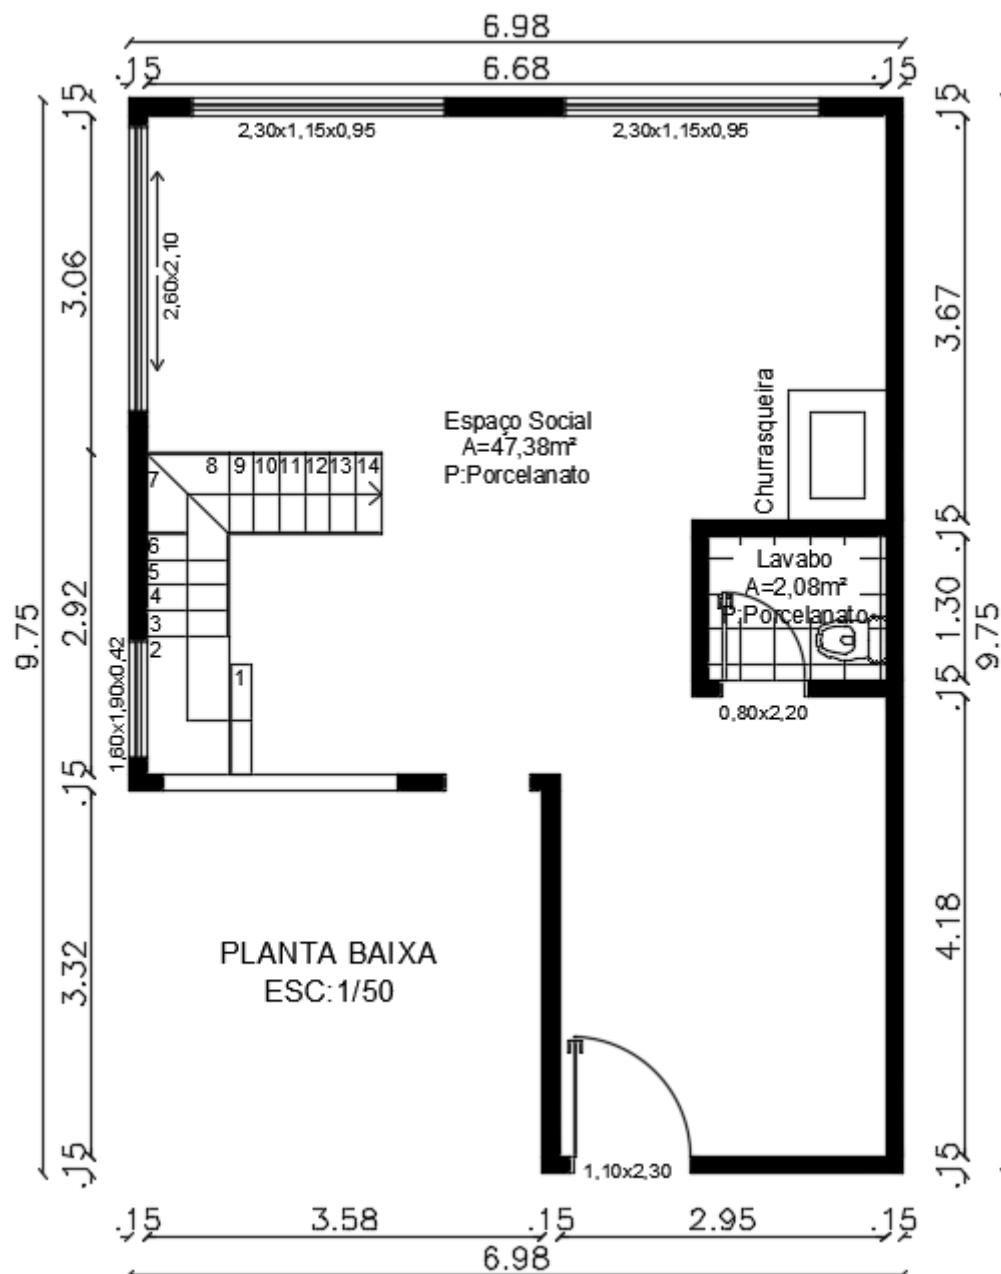 6.98
.15
6.68
.15
.15
.15
2,30x1,15x0,95
2,30x1,15x0,95
2,60x2,10
3.06
3.67
Churrasqueira
Espaço Social
A=47,38m²
P:Porcelanato
8 9 10 11 12 13 14
7
6
5
4
3
2
1
.15
Lavabo
A=2,08m²
P:Porcelanato
1.30
9.75
9.75
2.92
1,60x1,90x0,42
.15
0,80x2,20
.15
PLANTA BAIXA
ESC:1/50
3.32
4.18
.15
.15
1,10x2,30
.15
3.58
.15
2.95
.15
6.98